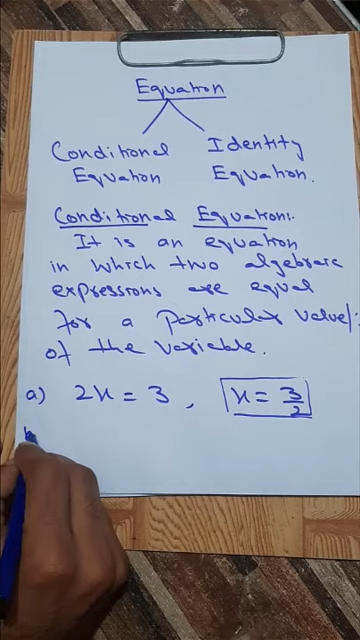 Equation
Conditional Identity
Equation Equation.
Conditional Equation:
It is an equation
in which two algebraic
expressions are equal
for a particular value/s
of the variable.
a) 2x = 3 , x = 3/2
b